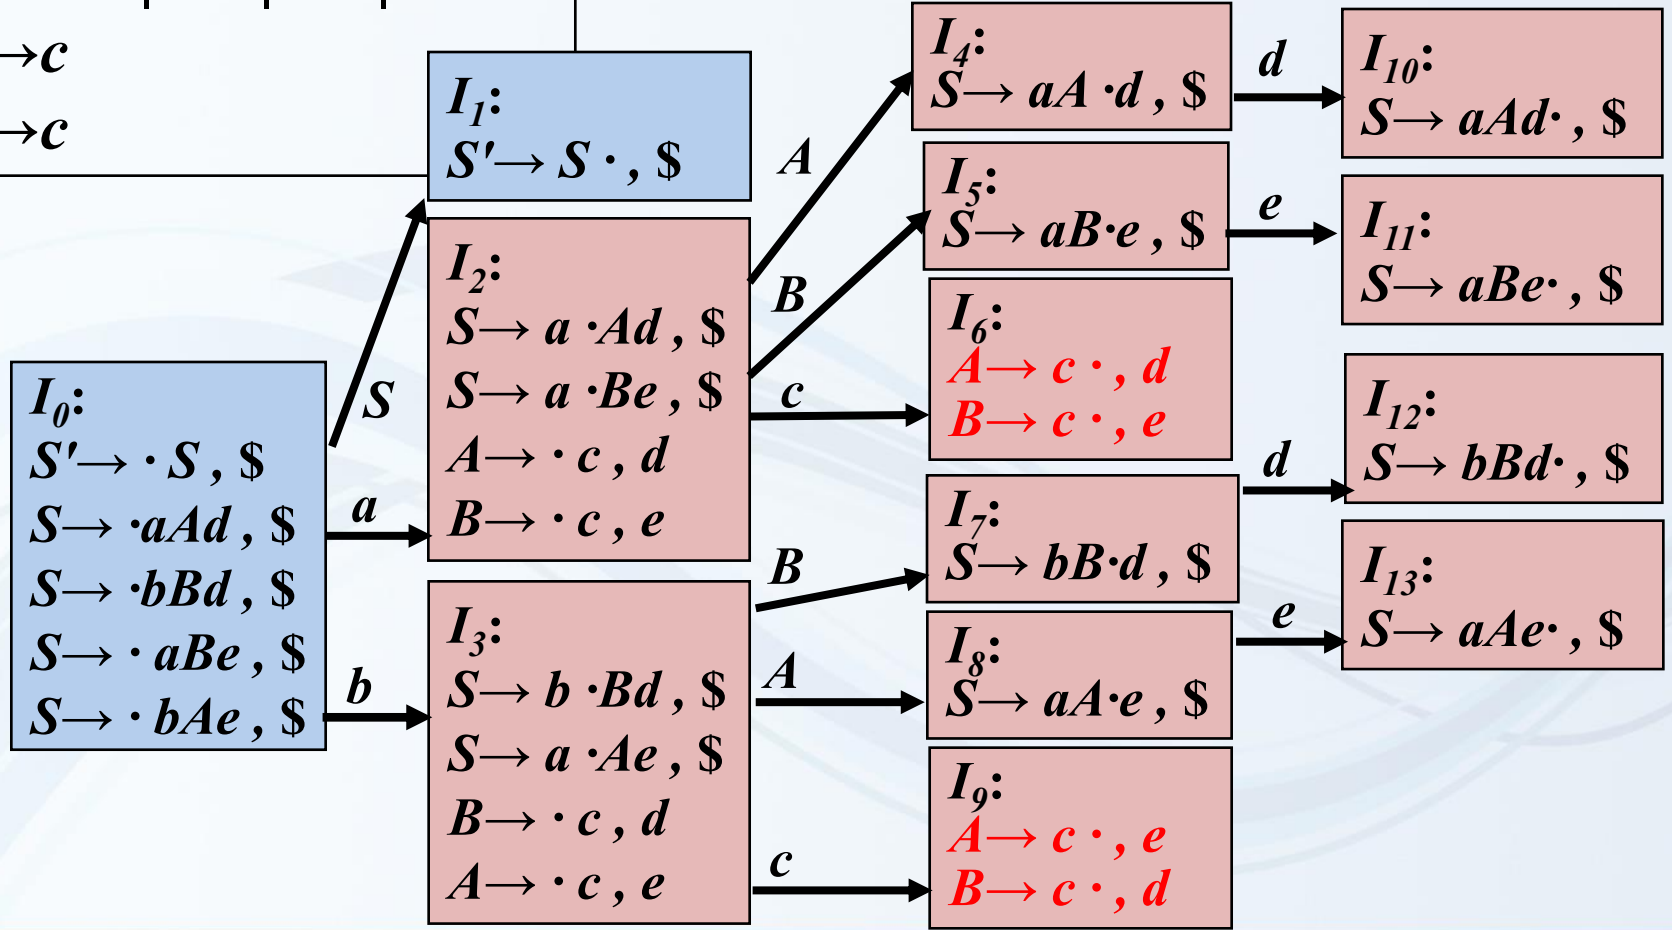 →c
→c
I0:
S'→ · S , $
S→ ·aAd , $
S→ ·bBd , $
S→ · aBe , $
S→ · bAe , $
S
a
b
I1:
S'→ S · , $
I2:
S→ a ·Ad , $
S→ a ·Be , $
A→ · c , d
B→ · c , e
I3:
S→ b ·Bd , $
S→ a ·Ae , $
B→ · c , d
A→ · c , e
A
B
c
B
A
c
I4:
S→ aA ·d , $
I5:
S→ aB·e , $
I6:
A→ c · , d
B→ c · , e
I7:
S→ bB·d , $
I8:
S→ aA·e , $
I9:
A→ c · , e
B→ c · , d
d
e
d
e
I10:
S→ aAd· , $
I11:
S→ aBe· , $
I12:
S→ bBd· , $
I13:
S→ aAe· , $